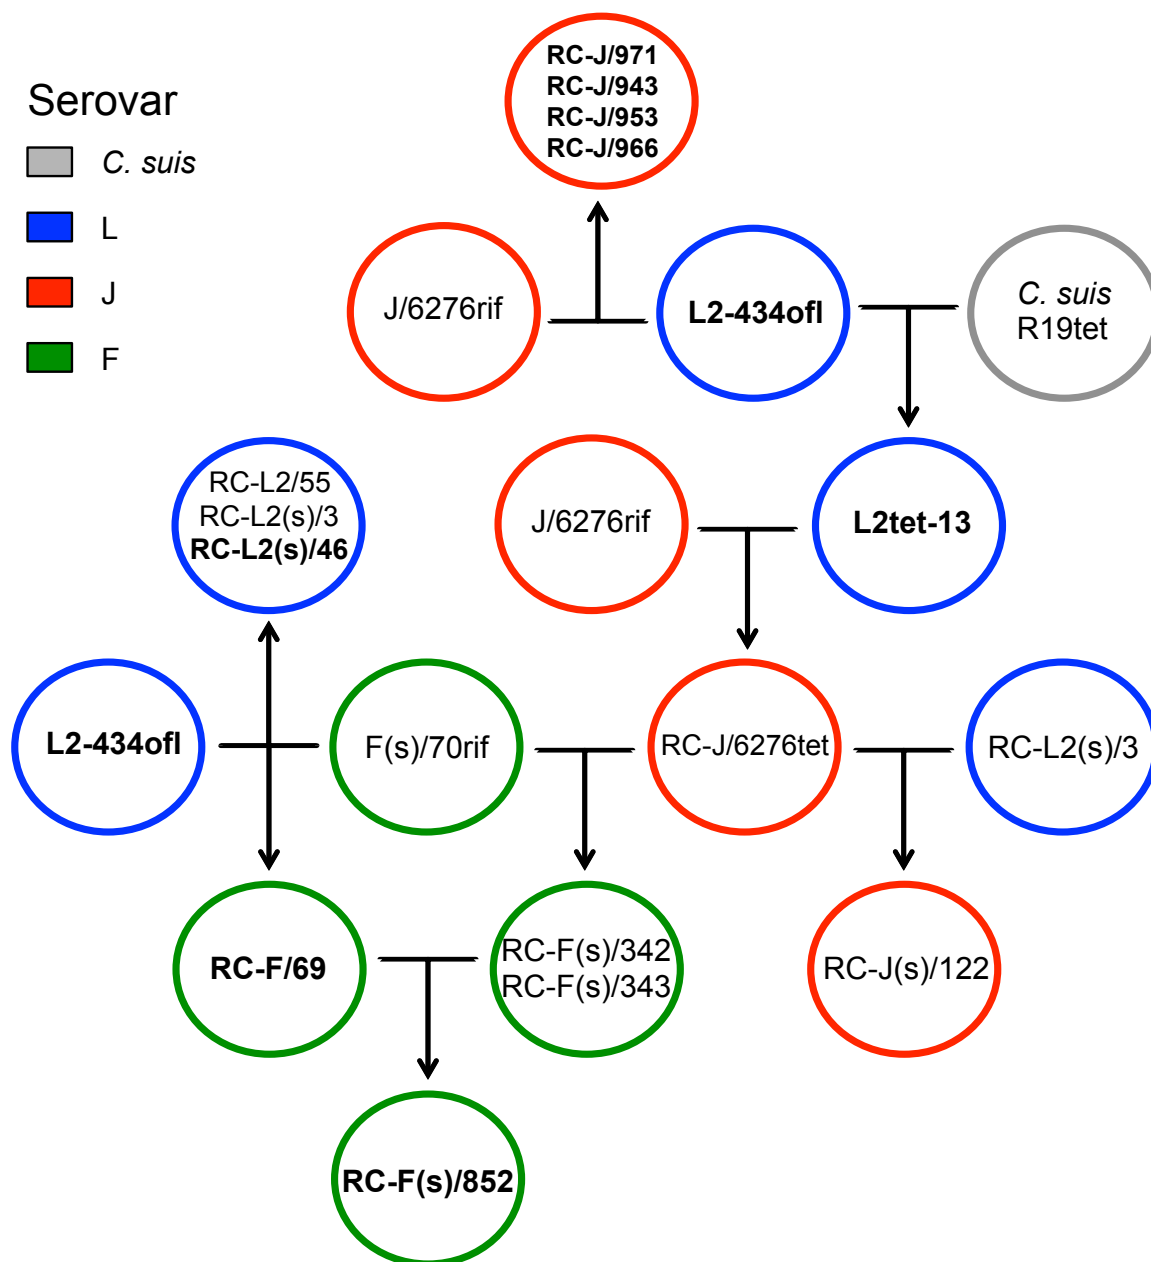 Serovar
C. suis
L
J
F
RC-J/971
RC-J/943
RC-J/953
RC-J/966
J/6276rif
L2-434ofl
C. suis
R19tet
RC-L2/55
RC-L2(s)/3
RC-L2(s)/46
J/6276rif
L2tet-13
L2-434ofl
F(s)/70rif
RC-J/6276tet
RC-L2(s)/3
RC-F/69
RC-F(s)/342
RC-F(s)/343
RC-J(s)/122
RC-F(s)/852